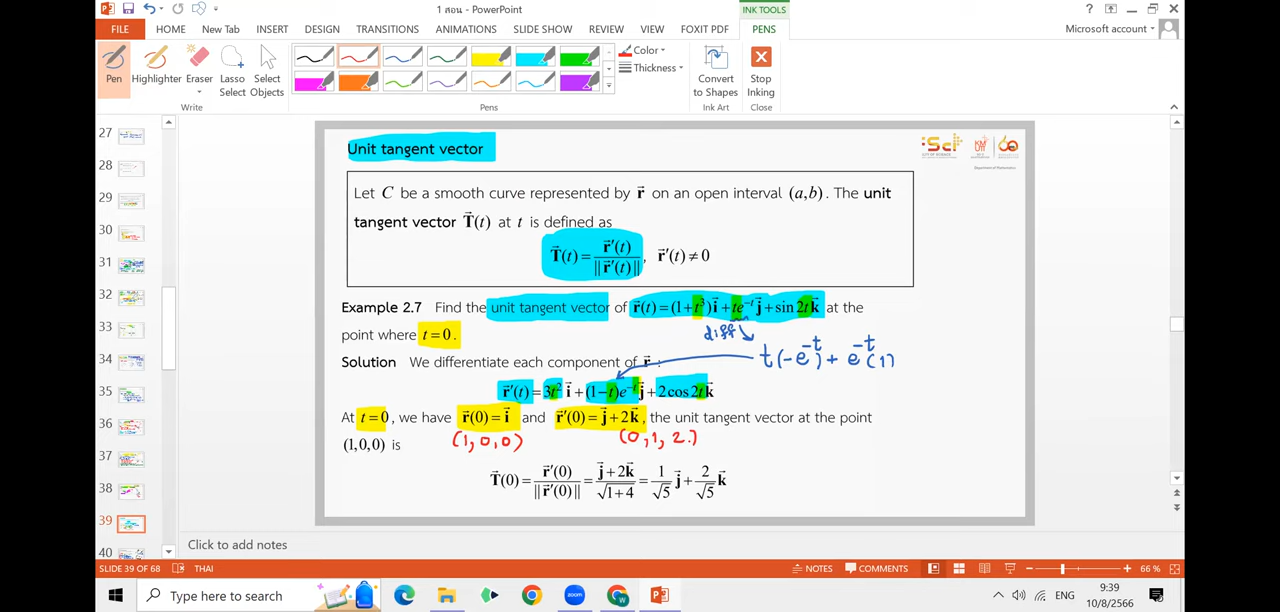 1 สอน - PowerPoint
INK TOOLS
FILE HOME New Tab INSERT DESIGN TRANSITIONS ANIMATIONS SLIDE SHOW REVIEW VIEW FOXIT PDF PENS
Microsoft account
Pen Highlighter Eraser Lasso Select Select Objects
Color
Thickness
Convert to Shapes
Stop Inking
Write
Pens
Ink Art
Close
27
28
29
30
31
32
33
34
35
36
37
38
39
40
Unit tangent vector
Let C be a smooth curve represented by r⃗ on an open interval (a,b). The unit
tangent vector T⃗(t) at t is defined as
T⃗(t) = r⃗′(t) / || r⃗′(t) ||, r⃗′(t) ≠ 0
Example 2.7 Find the unit tangent vector of r⃗(t) = (1+t³)i⃗ + te⁻ᵗj⃗ + sin 2tk⃗ at the
point where t = 0.
diff
t(-e⁻ᵗ) + e⁻ᵗ(1)
Solution We differentiate each component of r⃗ :
r⃗′(t) = 3t² i⃗ + (1−t)e⁻ᵗj⃗ + 2cos2tk⃗
At t = 0, we have r⃗(0) = i⃗ and r⃗′(0) = j⃗ + 2k⃗, the unit tangent vector at the point
(1,0,0) (0,1,2)
(1,0,0) is
T⃗(0) = r⃗′(0) / || r⃗′(0) || = (j⃗ + 2k⃗) / √(1+4) = 1/√5 j⃗ + 2/√5 k⃗
Click to add notes
SLIDE 39 OF 68 THAI NOTES COMMENTS 66 %
Type here to search
zoom
ENG
9:39
10/8/2566